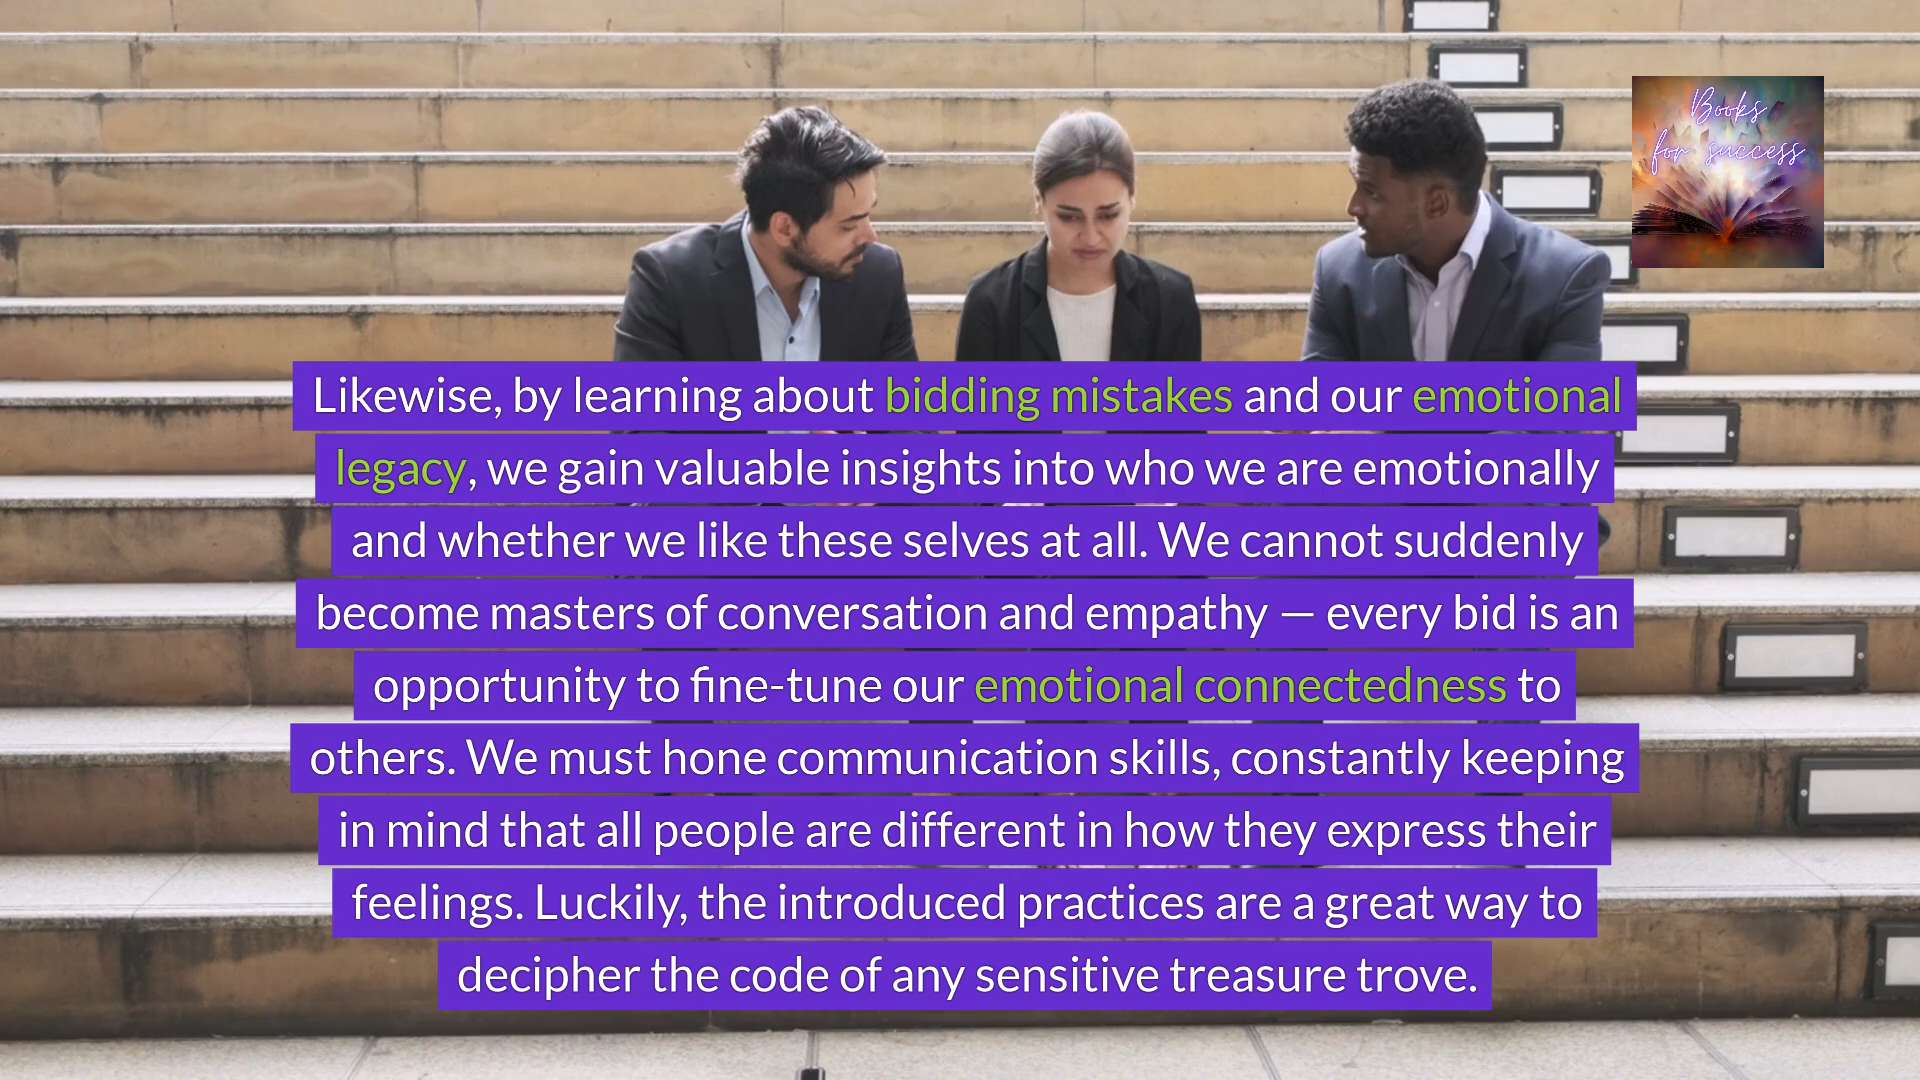 Books
for success
Likewise, by learning about bidding mistakes and our emotional
legacy, we gain valuable insights into who we are emotionally
and whether we like these selves at all. We cannot suddenly
become masters of conversation and empathy — every bid is an
opportunity to fine-tune our emotional connectedness to
others. We must hone communication skills, constantly keeping
in mind that all people are different in how they express their
feelings. Luckily, the introduced practices are a great way to
decipher the code of any sensitive treasure trove.